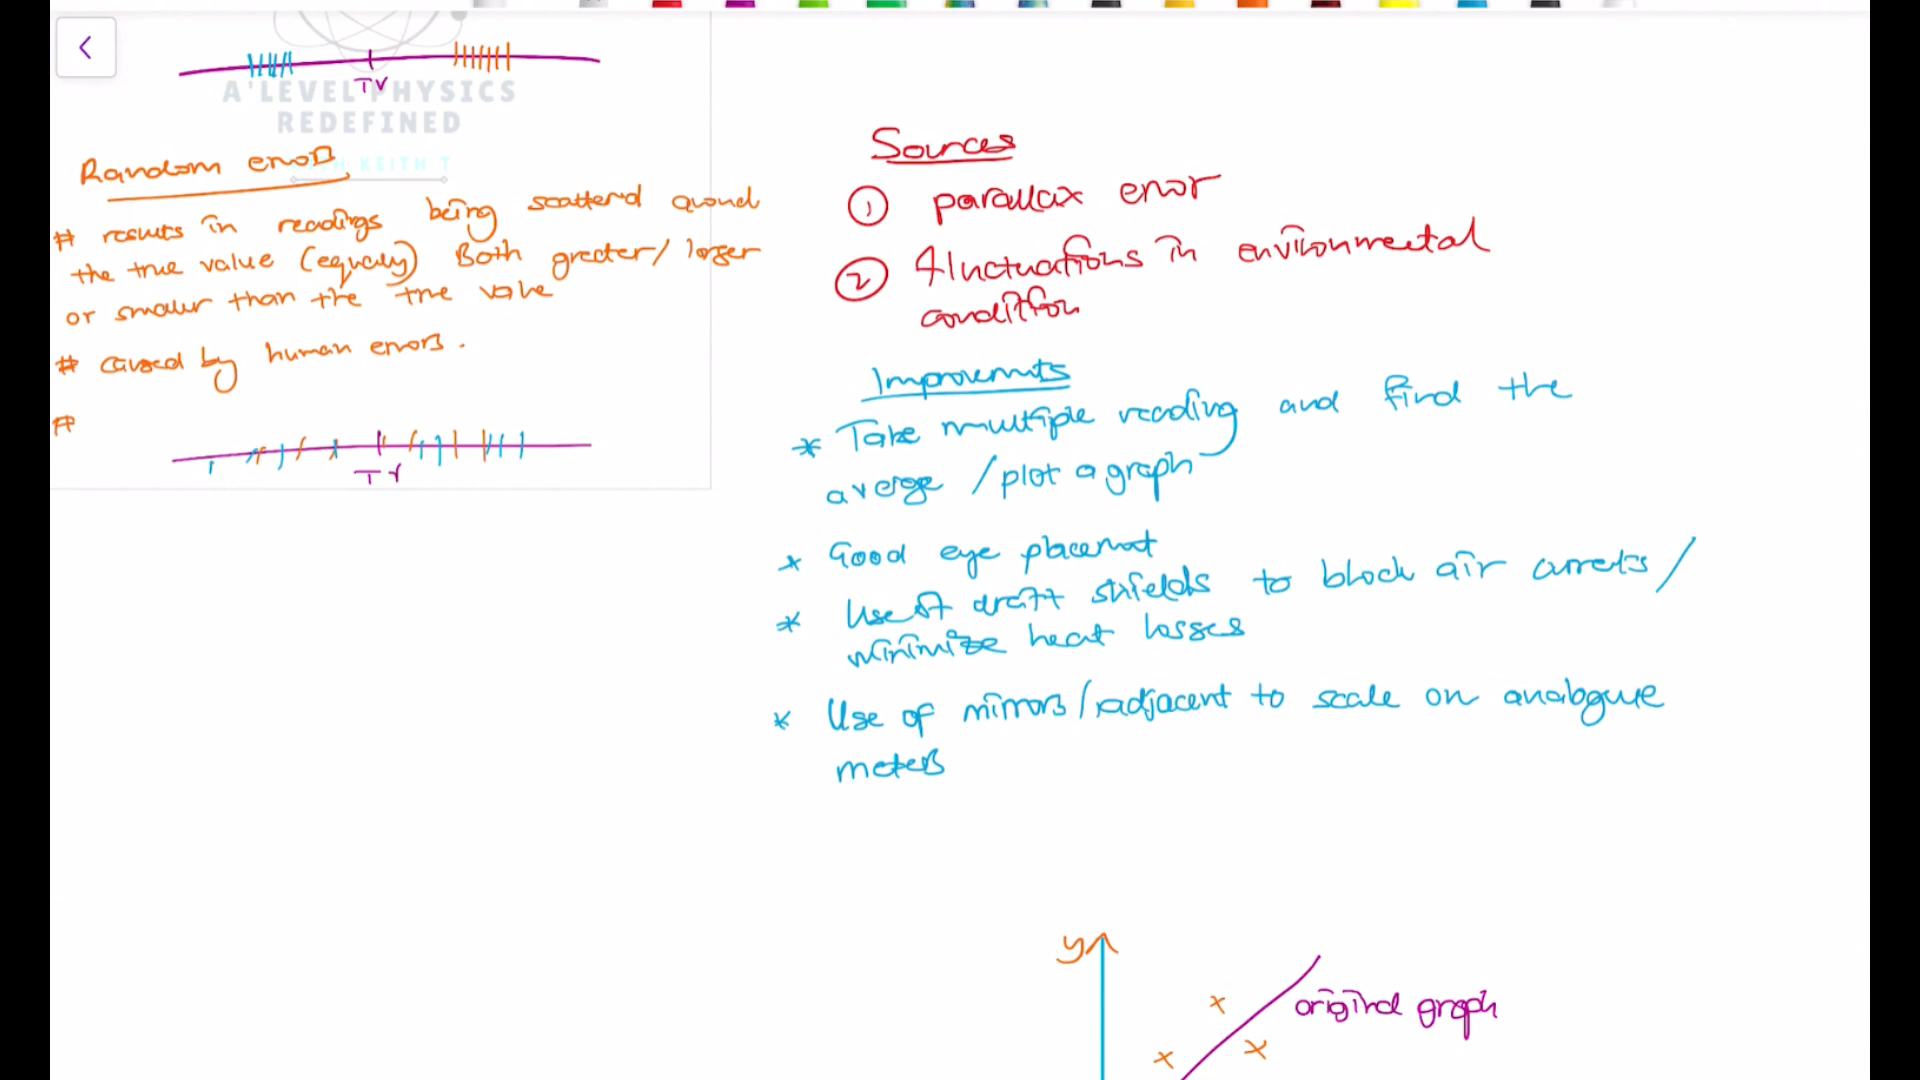 TV
A'LEVEL PHYSICS
REDEFINED
KEITH T
Random errors
# results in readings being scattered around
the true value (equally) Both greater/ larger
or smaller than the true value
# caused by human errors.
#
TV
Sources
① parallax error
② fluctuations in environmental
condition
Improvements
* Take multiple reading and find the
average / plot a graph
* Good eye placement
* Use of draft shields to block air currents/
minimize heat losses
* Use of mirrors/adjacent to scale on analogue
meters
y
original graph